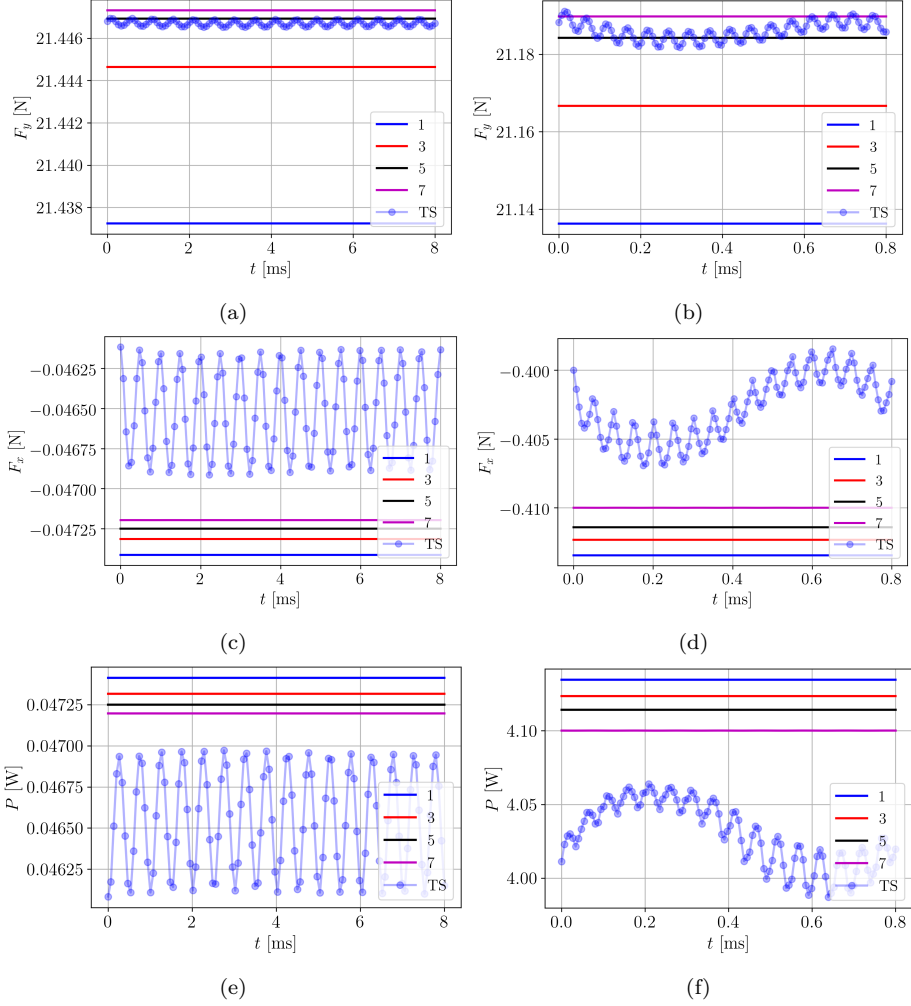 21.446
21.444
21.442
21.440
21.438
F_y [N]
1
3
5
7
TS
0 2 4 6 8
t [ms]
(a)
21.18
21.16
21.14
F_y [N]
1
3
5
7
TS
0.0 0.2 0.4 0.6 0.8
t [ms]
(b)
−0.04625
−0.04650
−0.04675
−0.04700
−0.04725
F_x [N]
1
3
5
7
TS
0 2 4 6 8
t [ms]
(c)
−0.400
−0.405
−0.410
F_x [N]
1
3
5
7
TS
0.0 0.2 0.4 0.6 0.8
t [ms]
(d)
0.04725
0.04700
0.04675
0.04650
0.04625
P [W]
1
3
5
7
TS
0 2 4 6 8
t [ms]
(e)
4.10
4.05
4.00
P [W]
1
3
5
7
TS
0.0 0.2 0.4 0.6 0.8
t [ms]
(f)